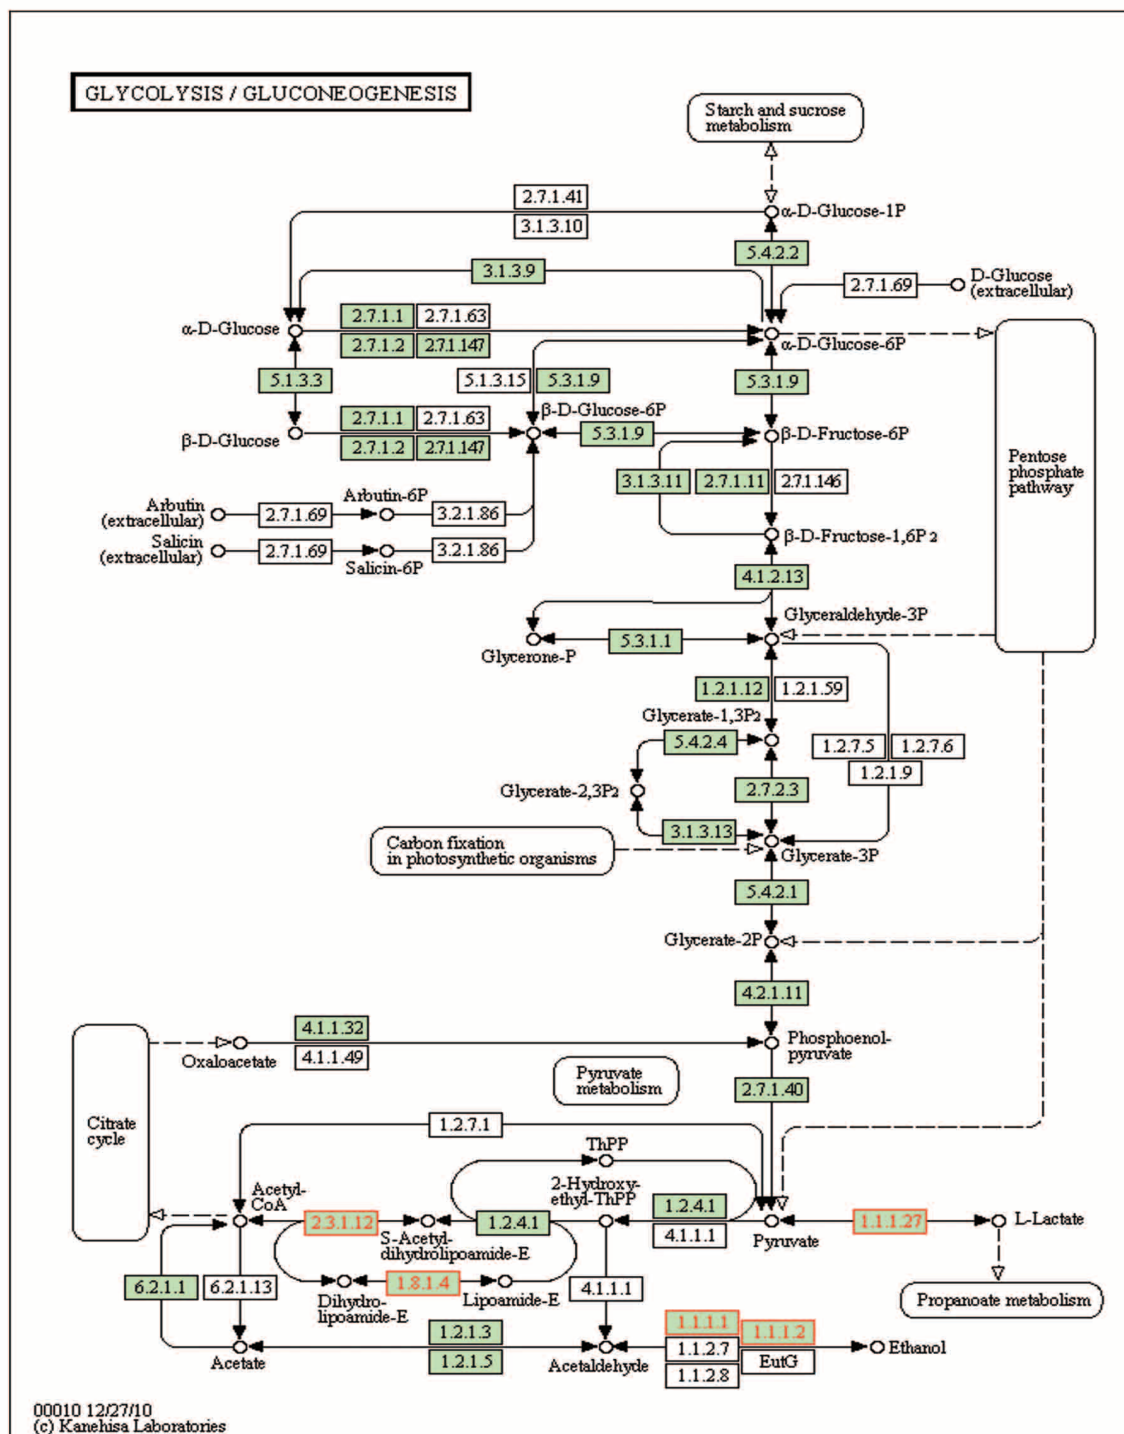 GLYCOLYSIS / GLUCONEOGENESIS
Starch and sucrose
metabolism
2.7.1.41
3.1.3.10
α-D-Glucose-1P
5.4.2.2
3.1.3.9
2.7.1.69
D-Glucose
(extracellular)
α-D-Glucose
2.7.1.1
2.7.1.63
2.7.1.2
2.7.1.147
α-D-Glucose-6P
5.1.3.3
5.1.3.15
5.3.1.9
5.3.1.9
β-D-Glucose
2.7.1.1
2.7.1.63
2.7.1.2
2.7.1.147
β-D-Glucose-6P
5.3.1.9
β-D-Fructose-6P
Pentose
phosphate
pathway
3.1.3.11
2.7.1.11
2.7.1.146
Arbutin
(extracellular)
2.7.1.69
Arbutin-6P
3.2.1.86
Salicin
(extracellular)
2.7.1.69
Salicin-6P
3.2.1.86
β-D-Fructose-1,6P2
4.1.2.13
Glyceraldehyde-3P
Glycerone-P
5.3.1.1
1.2.1.12
1.2.1.59
Glycerate-1,3P2
5.4.2.4
1.2.7.5
1.2.7.6
1.2.1.9
Glycerate-2,3P2
2.7.2.3
3.1.3.13
Carbon fixation
in photosynthetic organisms
Glycerate-3P
5.4.2.1
Glycerate-2P
4.2.1.11
Oxaloacetate
4.1.1.32
4.1.1.49
Phosphoenol-
pyruvate
Pyruvate
metabolism
2.7.1.40
Citrate
cycle
1.2.7.1
ThPP
Acetyl-
CoA
2-Hydroxy-
ethyl-ThPP
2.3.1.12
S-Acetyl-
dihydrolipoamide-E
1.2.4.1
1.2.4.1
4.1.1.1
Pyruvate
1.1.1.27
L-Lactate
6.2.1.1
6.2.1.13
Dihydro-
lipoamide-E
1.8.1.4
Lipoamide-E
4.1.1.1
Propanoate metabolism
Acetate
1.2.1.3
1.2.1.5
Acetaldehyde
1.1.1.1
1.1.1.2
1.1.2.7
EutG
1.1.2.8
Ethanol
00010 12/27/10
(c) Kanehisa Laboratories